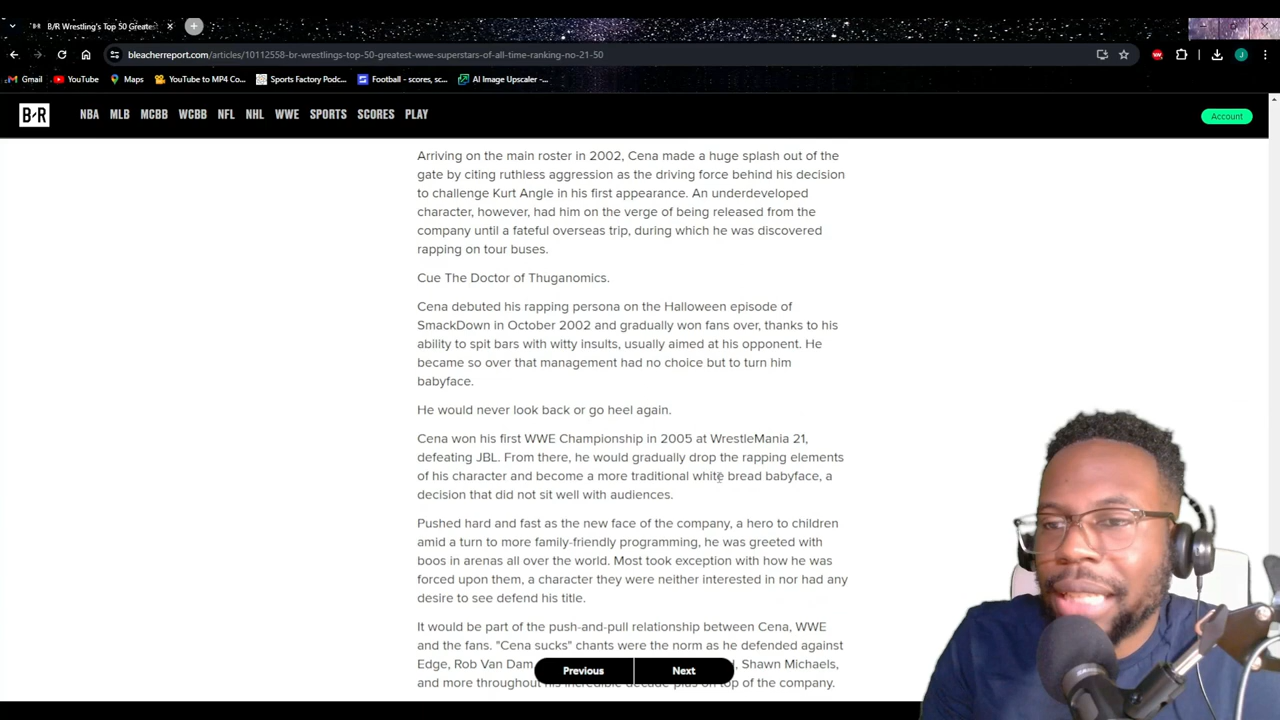 B/R Wrestling's Top 50 Greate
bleacherreport.com/articles/10112558-br-wrestlings-top-50-greatest-wwe-superstars-of-all-time-ranking-no-21-50
J
Gmail YouTube Maps YouTube to MP4 Co... Sports Factory Podc... Football - scores, sc... AI Image Upscaler -...
B/R NBA MLB MCBB WCBB NFL NHL WWE SPORTS SCORES PLAY Account
Arriving on the main roster in 2002, Cena made a huge splash out of the
gate by citing ruthless aggression as the driving force behind his decision
to challenge Kurt Angle in his first appearance. An underdeveloped
character, however, had him on the verge of being released from the
company until a fateful overseas trip, during which he was discovered
rapping on tour buses.
Cue The Doctor of Thuganomics.
Cena debuted his rapping persona on the Halloween episode of
SmackDown in October 2002 and gradually won fans over, thanks to his
ability to spit bars with witty insults, usually aimed at his opponent. He
became so over that management had no choice but to turn him
babyface.
He would never look back or go heel again.
Cena won his first WWE Championship in 2005 at WrestleMania 21,
defeating JBL. From there, he would gradually drop the rapping elements
of his character and become a more traditional white bread babyface, a
decision that did not sit well with audiences.
Pushed hard and fast as the new face of the company, a hero to children
amid a turn to more family-friendly programming, he was greeted with
boos in arenas all over the world. Most took exception with how he was
forced upon them, a character they were neither interested in nor had any
desire to see defend his title.
It would be part of the push-and-pull relationship between Cena, WWE
and the fans. "Cena sucks" chants were the norm as he defended against
Edge, Rob Van Dam, Shawn Michaels,
and more throughout his incredible decade-plus on top of the company.
Previous Next